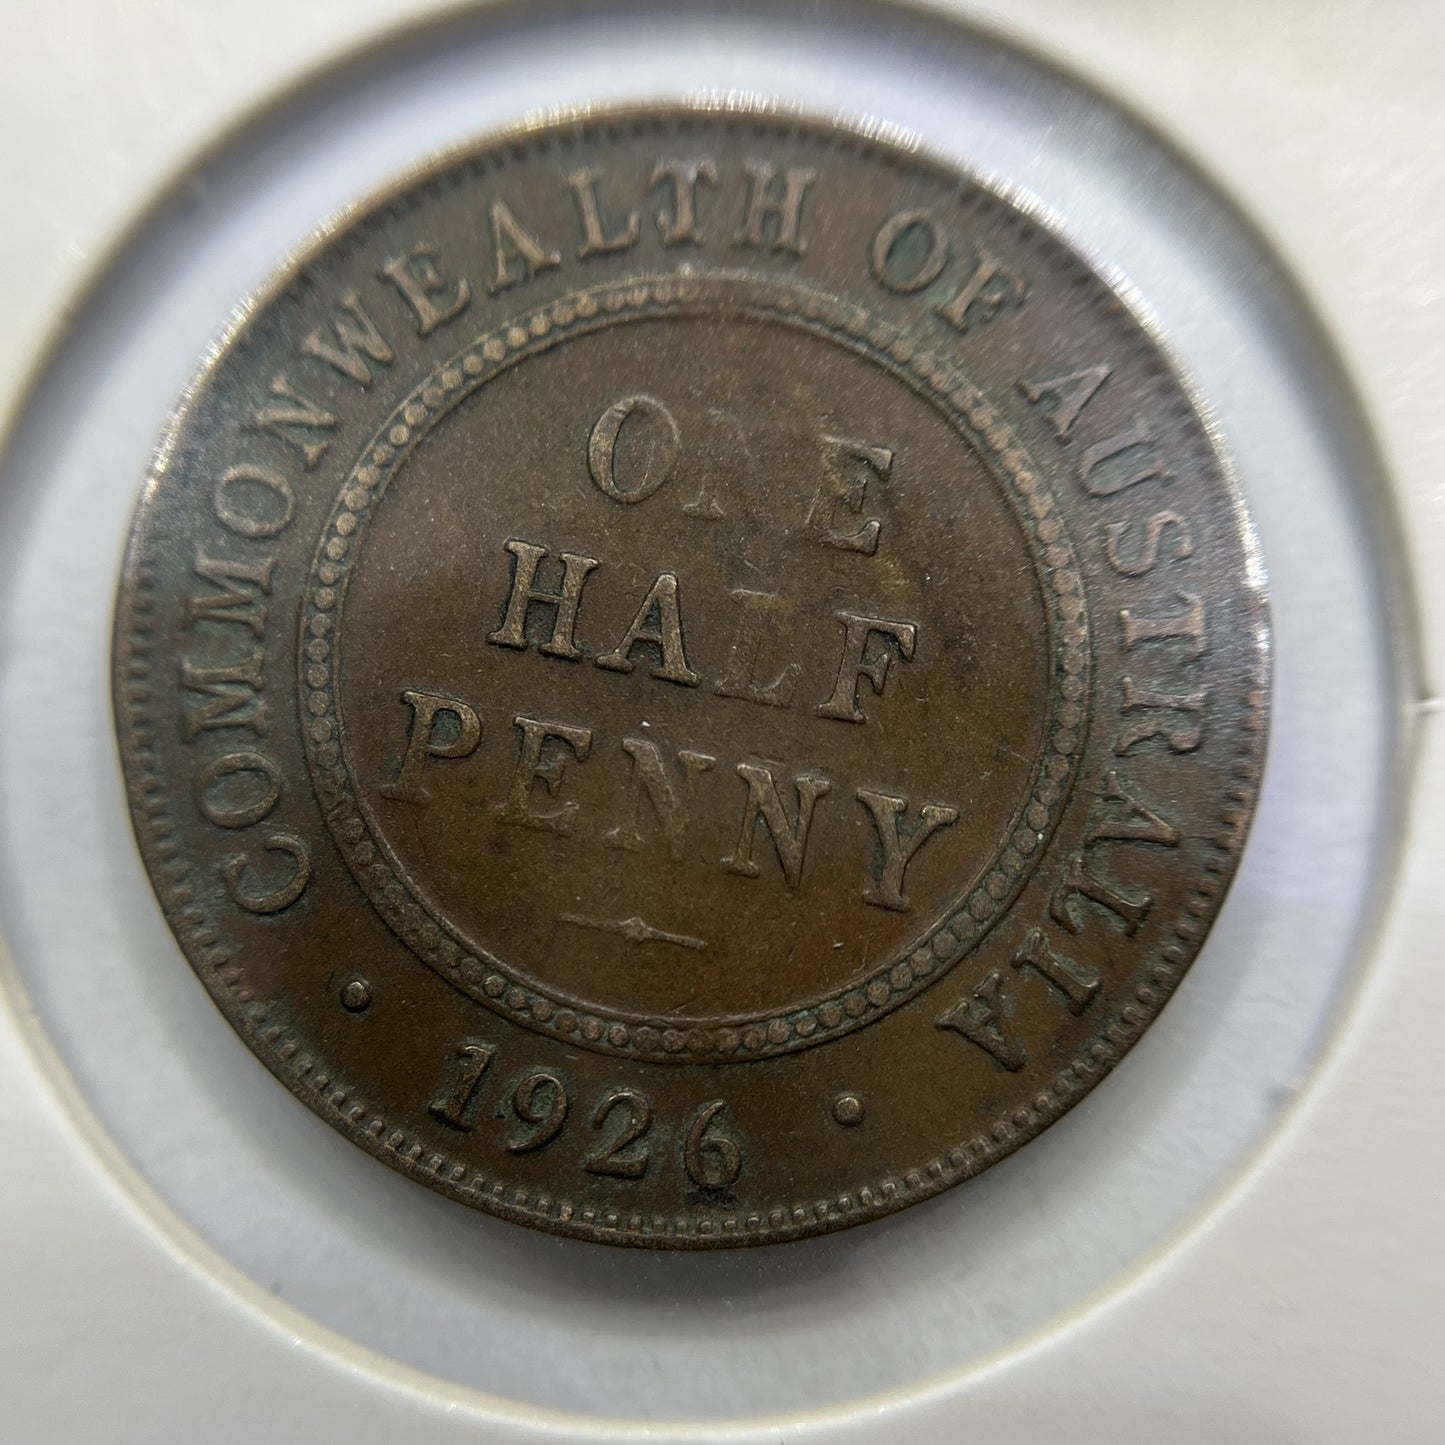 COMMONWEALTH OF AUSTRALIA
ONE
HALF
PENNY
· 1926 ·